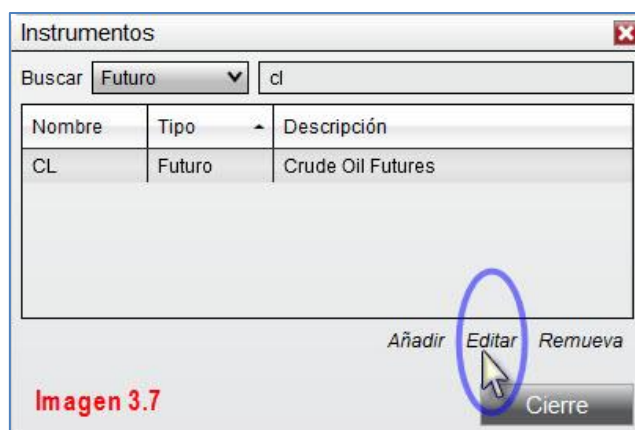 Instrumentos
Buscar Futuro cl
Nombre Tipo Descripción
CL Futuro Crude Oil Futures
Añadir Editar Remueva
Imagen 3.7
Cierre